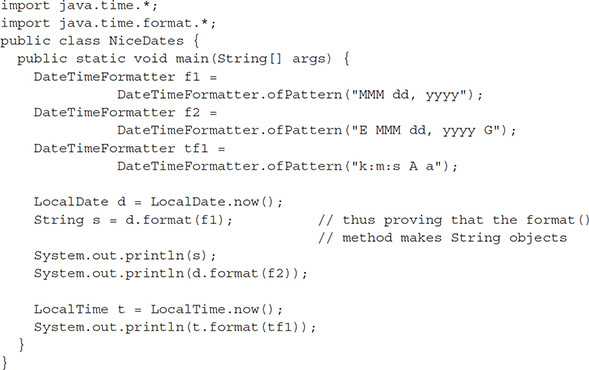 import java.time.*;
import java.time.format.*;
public class NiceDates {
  public static void main(String[] args) {
    DateTimeFormatter f1 =
              DateTimeFormatter.ofPattern("MMM dd, yyyy");
    DateTimeFormatter f2 =
              DateTimeFormatter.ofPattern("E MMM dd, yyyy G");
    DateTimeFormatter tf1 =
              DateTimeFormatter.ofPattern("k:m:s A a");

    LocalDate d = LocalDate.now();
    String s = d.format(f1);          // thus proving that the format()
                                      // method makes String objects
    System.out.println(s);
    System.out.println(d.format(f2));

    LocalTime t = LocalTime.now();
    System.out.println(t.format(tf1));
  }
}